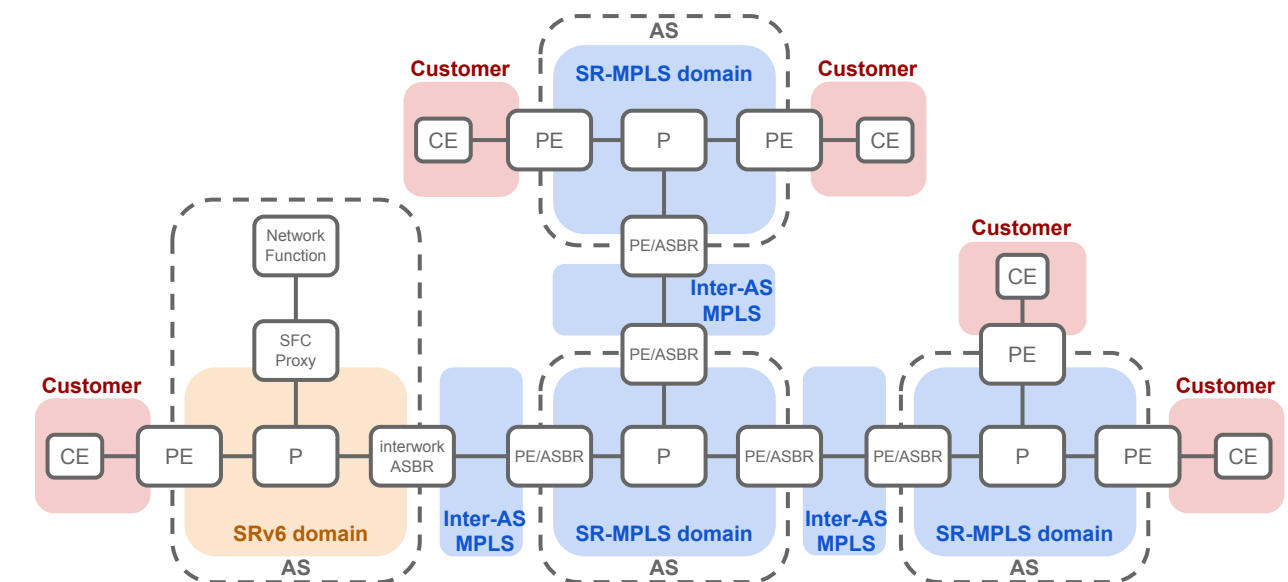 AS
SR-MPLS domain
Customer
Customer
CE
PE
P
PE
CE
PE/ASBR
Inter-AS
MPLS
Network
Function
SFC
Proxy
Customer
CE
PE
PE/ASBR
Customer
CE
PE
P
interwork
ASBR
PE/ASBR
P
PE/ASBR
PE/ASBR
P
PE
Customer
CE
SRv6 domain
Inter-AS
MPLS
SR-MPLS domain
Inter-AS
MPLS
SR-MPLS domain
AS
AS
AS